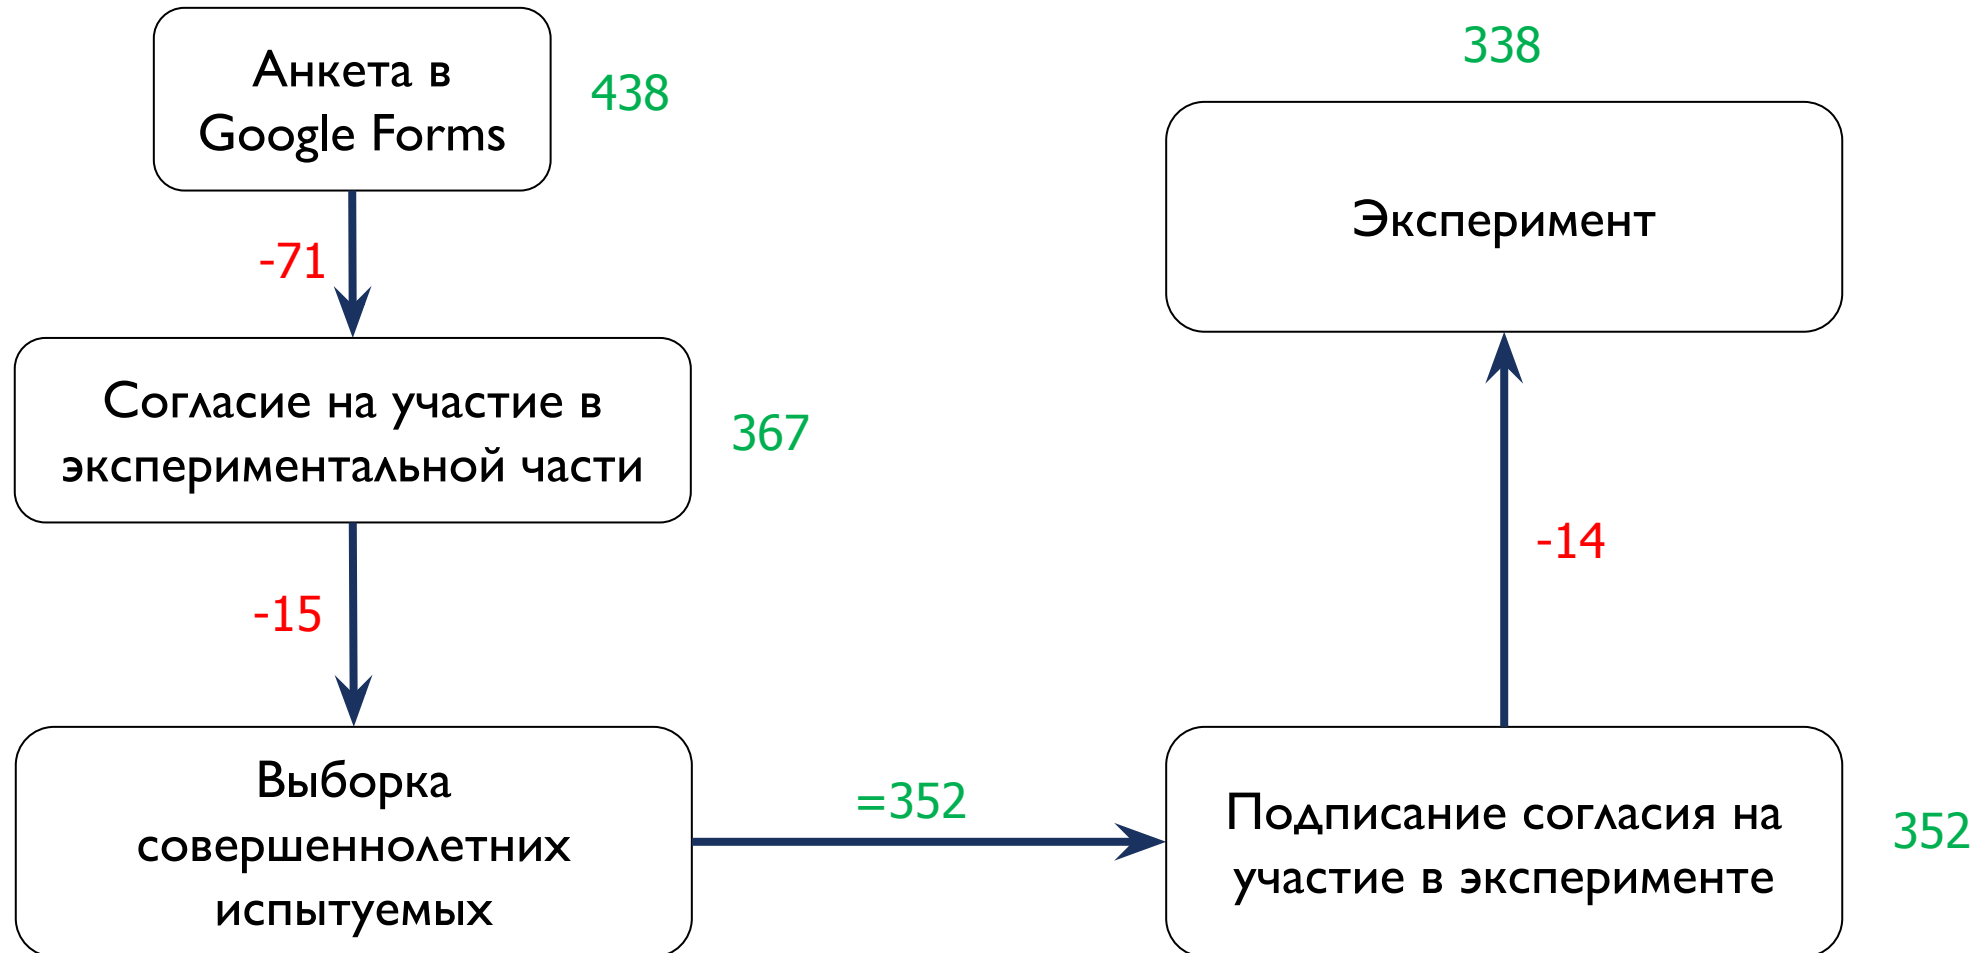 Анкета в
Google Forms
438
-71
Согласие на участие в
экспериментальной части
367
-15
Выборка
совершеннолетних
испытуемых
=352
Подписание согласия на
участие в эксперименте
352
-14
Эксперимент
338